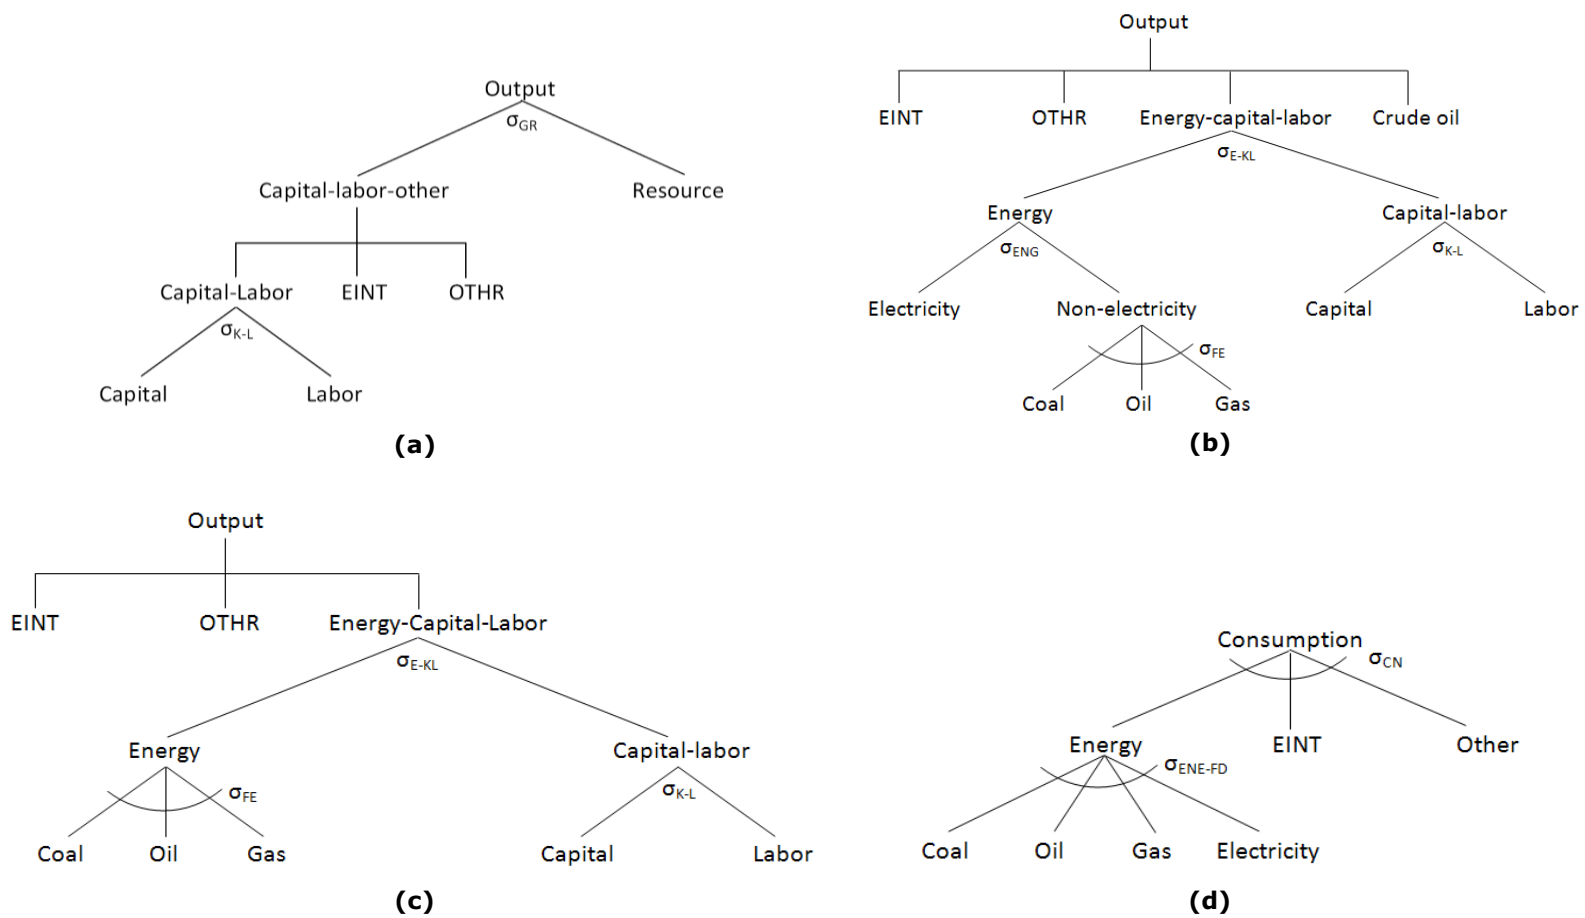 Output
σGR
Capital-labor-other
Resource
Capital-Labor
EINT
OTHR
σK-L
Capital
Labor
(a)
Output
EINT
OTHR
Energy-capital-labor
Crude oil
σE-KL
Energy
Capital-labor
σENG
σK-L
Electricity
Non-electricity
Capital
Labor
σFE
Coal
Oil
Gas
(b)
Output
EINT
OTHR
Energy-Capital-Labor
σE-KL
Energy
Capital-labor
σFE
σK-L
Coal
Oil
Gas
Capital
Labor
(c)
Consumption
σCN
Energy
EINT
Other
σENE-FD
Coal
Oil
Gas
Electricity
(d)